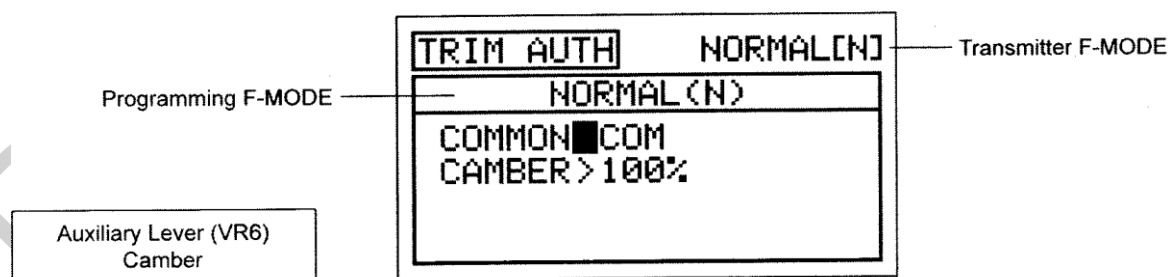 TRIM AUTH NORMAL[N]
Transmitter F-MODE
Programming F-MODE
NORMAL(N)
COMMON COM
CAMBER>100%
Auxiliary Lever (VR6)
Camber